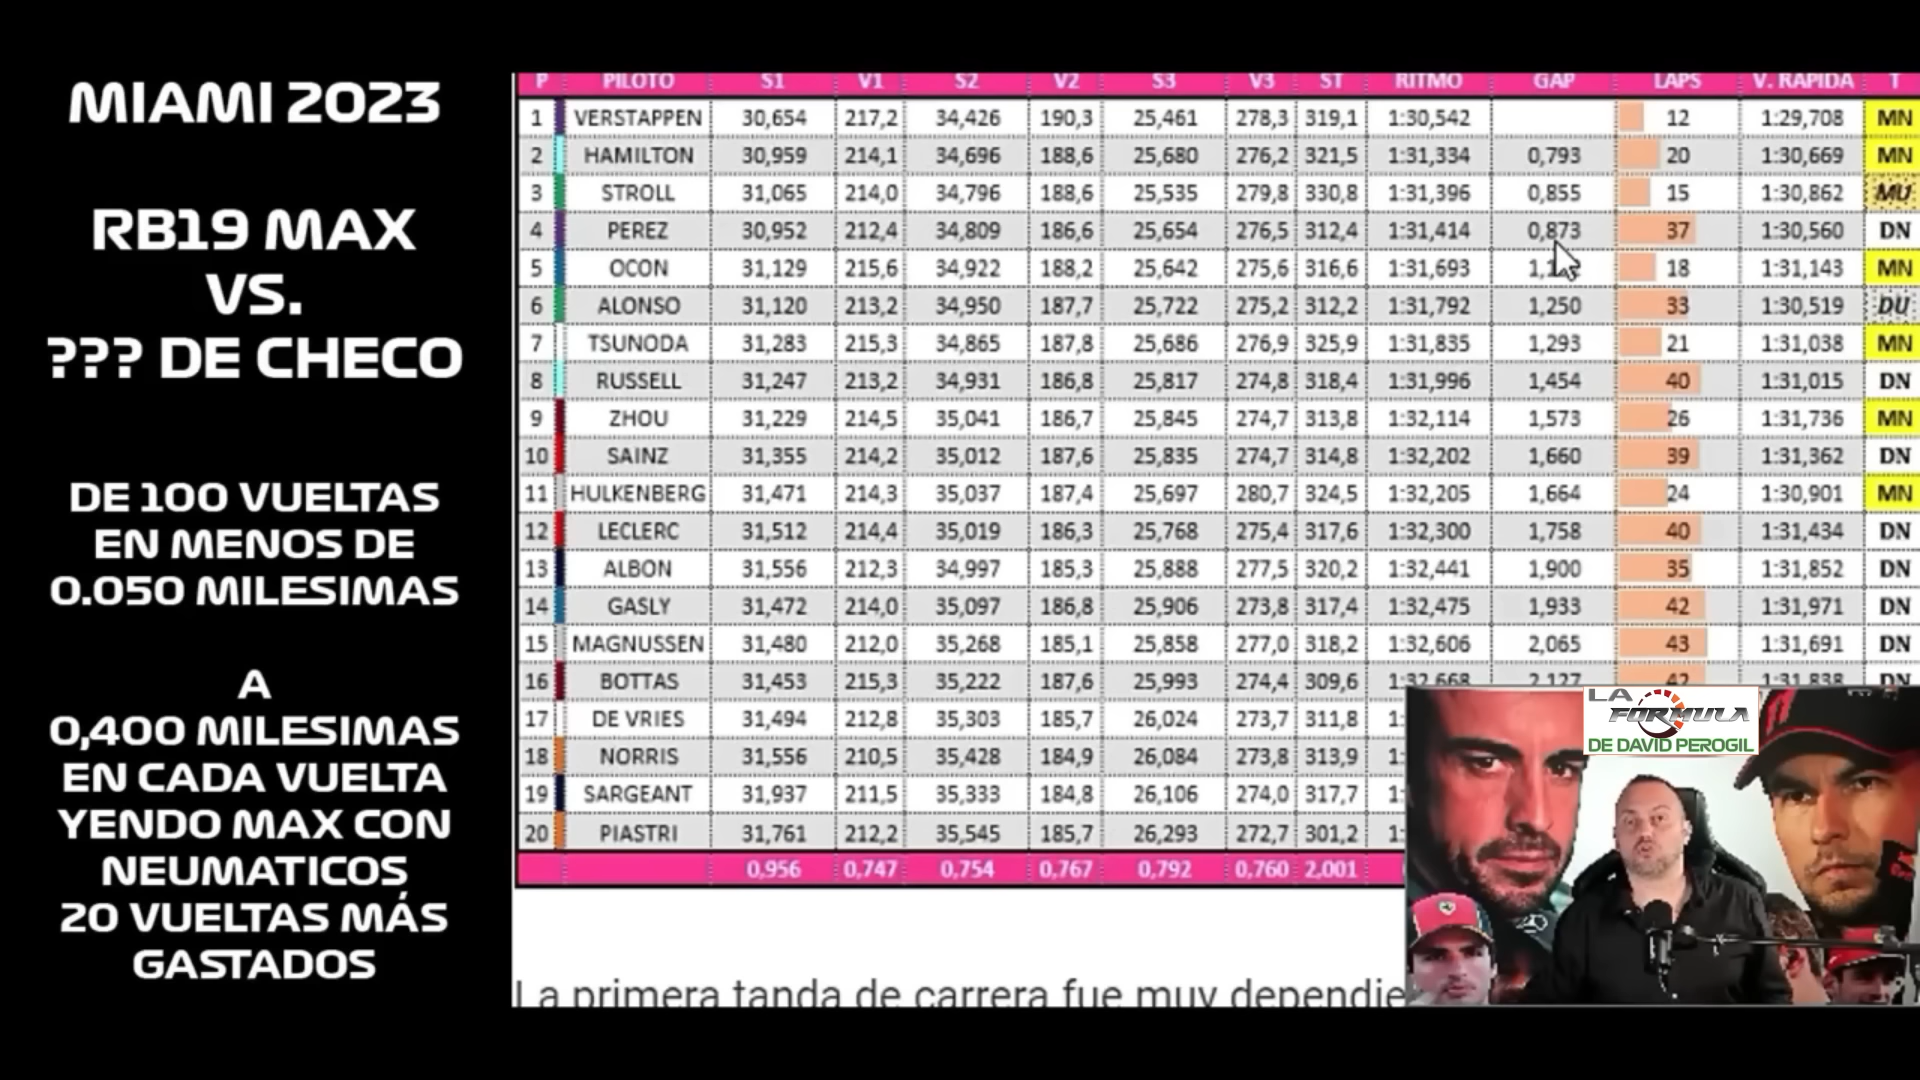 MIAMI 2023
RB19 MAX
VS.
??? DE CHECO
DE 100 VUELTAS
EN MENOS DE
0.050 MILESIMAS
A
0,400 MILESIMAS
EN CADA VUELTA
YENDO MAX CON
NEUMATICOS
20 VUELTAS MÁS
GASTADOS
P PILOTO S1 V1 S2 V2 S3 V3 ST RITMO GAP LAPS V. RAPIDA T
1 VERSTAPPEN 30,654 217,2 34,426 190,3 25,461 278,3 319,1 1:30,542 12 1:29,708 MN
2 HAMILTON 30,959 214,1 34,696 188,6 25,680 276,2 321,5 1:31,334 0,793 20 1:30,669 MN
3 STROLL 31,065 214,0 34,796 188,6 25,535 279,8 330,8 1:31,396 0,855 15 1:30,862 MU
4 PEREZ 30,952 212,4 34,809 186,6 25,654 276,5 312,4 1:31,414 0,873 37 1:30,560 DN
5 OCON 31,129 215,6 34,922 188,2 25,642 275,6 316,6 1:31,693 18 1:31,143 MN
6 ALONSO 31,120 213,2 34,950 187,7 25,722 275,2 312,2 1:31,792 1,250 33 1:30,519 DU
7 TSUNODA 31,283 215,3 34,865 187,8 25,686 276,9 325,9 1:31,835 1,293 21 1:31,038 MN
8 RUSSELL 31,247 213,2 34,931 186,8 25,817 274,8 318,4 1:31,996 1,454 40 1:31,015 DN
9 ZHOU 31,229 214,5 35,041 186,7 25,845 274,7 313,8 1:32,114 1,573 26 1:31,736 MN
10 SAINZ 31,355 214,2 35,012 187,6 25,835 274,7 314,8 1:32,202 1,660 39 1:31,362 DN
11 HULKENBERG 31,471 214,3 35,037 187,4 25,697 280,7 324,5 1:32,205 1,664 24 1:30,901 MN
12 LECLERC 31,512 214,4 35,019 186,3 25,768 275,4 317,6 1:32,300 1,758 40 1:31,434 DN
13 ALBON 31,556 212,3 34,997 185,3 25,888 277,5 320,2 1:32,441 1,900 35 1:31,852 DN
14 GASLY 31,472 214,0 35,097 186,8 25,906 273,8 317,4 1:32,475 1,933 42 1:31,971 DN
15 MAGNUSSEN 31,480 212,0 35,268 185,1 25,858 277,0 318,2 1:32,606 2,065 43 1:31,691 DN
16 BOTTAS 31,453 215,3 35,222 187,6 25,993 274,4 309,6 1:32,668 2,127 42 1:31,838 DN
17 DE VRIES 31,494 212,8 35,303 185,7 26,024 273,7 311,8
18 NORRIS 31,556 210,5 35,428 184,9 26,084 273,8 313,9
19 SARGEANT 31,937 211,5 35,333 184,8 26,106 274,0 317,7
20 PIASTRI 31,761 212,2 35,545 185,7 26,293 272,7 301,2
0,956 0,747 0,754 0,767 0,792 0,760 2,001
La primera tanda de carrera fue muy
LA
FORMULA
DE DAVID PEROGIL